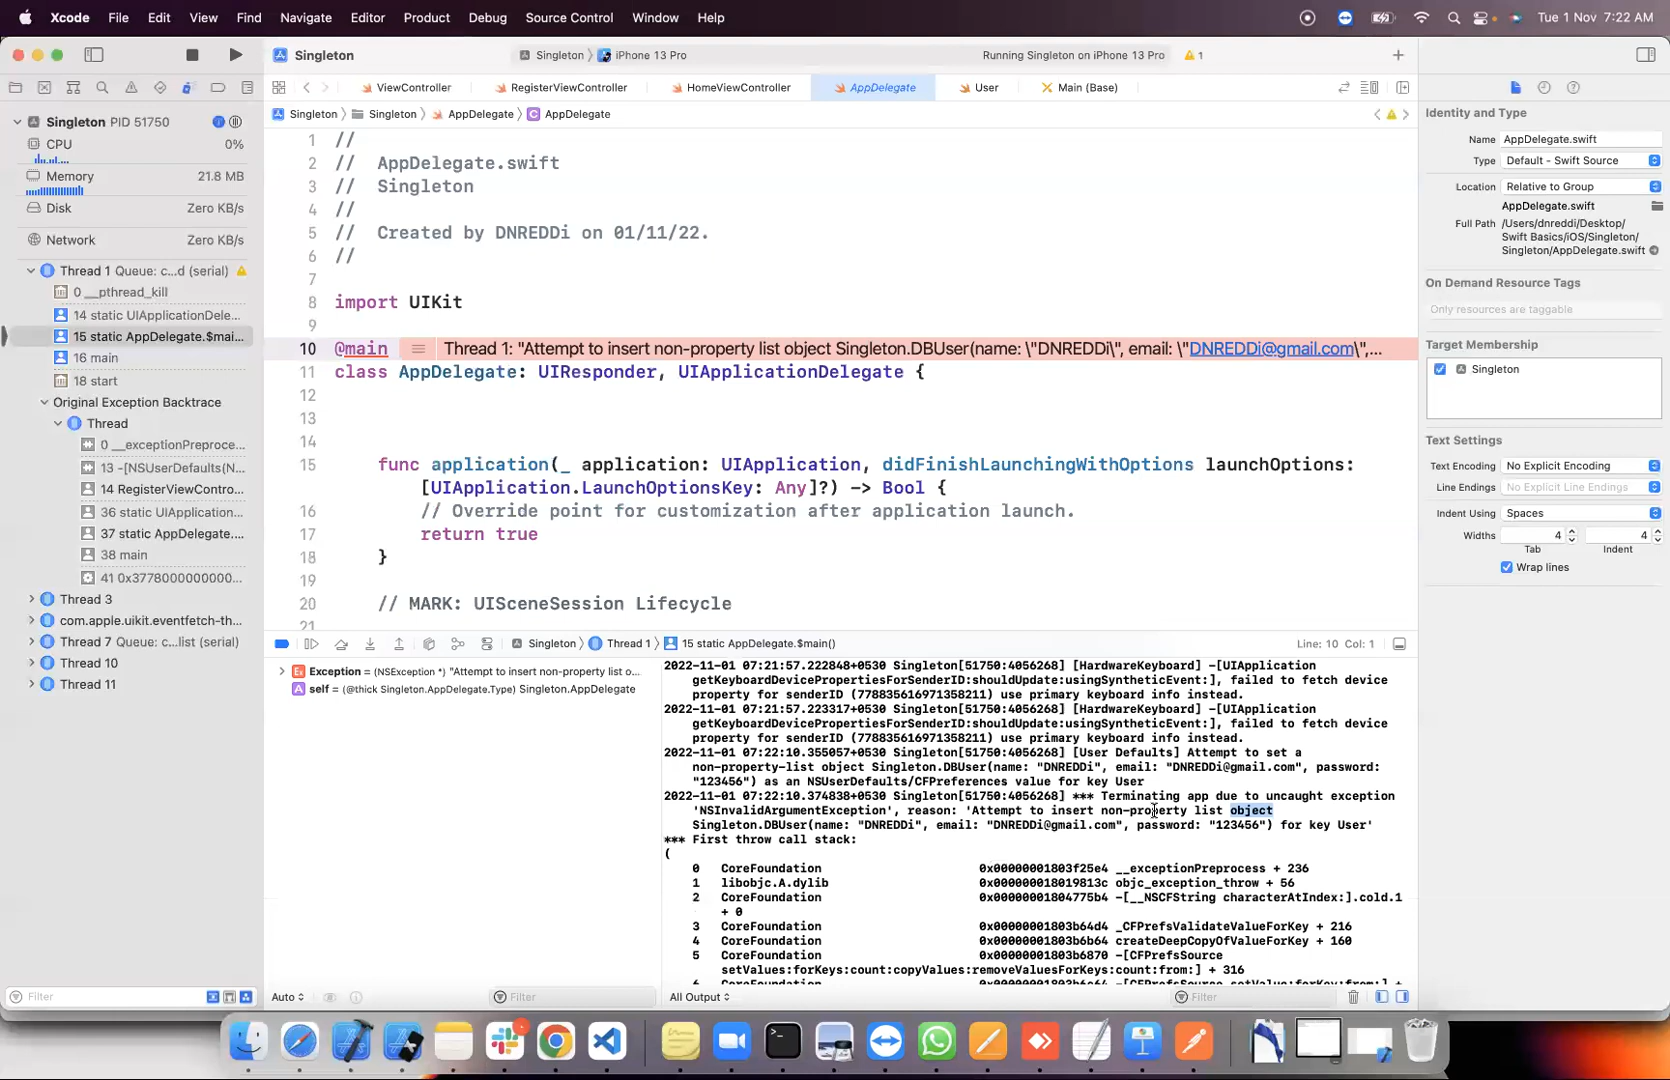 Xcode File Edit View Find Navigate Editor Product Debug Source Control Window Help Tue 1 Nov 7:22 AM
Singleton Singleton iPhone 13 Pro Running Singleton on iPhone 13 Pro 1
ViewController RegisterViewController HomeViewController AppDelegate User Main (Base)
Singleton Singleton AppDelegate AppDelegate
Singleton PID 51750
CPU 0%
Memory 21.8 MB
Disk Zero KB/s
Network Zero KB/s
Thread 1 Queue: c...d (serial)
0 __pthread_kill
14 static UIApplicationDele...
15 static AppDelegate.$mai...
16 main
18 start
Original Exception Backtrace
Thread
0 __exceptionPreproce...
13 -[NSUserDefaults(N...
14 RegisterViewContro...
36 static UIApplication...
37 static AppDelegate....
38 main
41 0x3778000000000...
Thread 3
com.apple.uikit.eventfetch-th...
Thread 7 Queue: c...list (serial)
Thread 10
Thread 11
Filter
1 //
2 // AppDelegate.swift
3 // Singleton
4 //
5 // Created by DNREDDi on 01/11/22.
6 //
7
8 import UIKit
9
10 @main Thread 1: "Attempt to insert non-property list object Singleton.DBUser(name: \"DNREDDi\", email: \"DNREDDi@gmail.com\",...
11 class AppDelegate: UIResponder, UIApplicationDelegate {
12
13
14
15 func application(_ application: UIApplication, didFinishLaunchingWithOptions launchOptions:
[UIApplication.LaunchOptionsKey: Any]?) -> Bool {
16 // Override point for customization after application launch.
17 return true
18 }
19
20 // MARK: UISceneSession Lifecycle
21
Singleton Thread 1 15 static AppDelegate.$main() Line: 10 Col: 1
Exception = (NSException *) "Attempt to insert non-property list o...
self = (@thick Singleton.AppDelegate.Type) Singleton.AppDelegate
Auto Filter
2022-11-01 07:21:57.222848+0530 Singleton[51750:4056268] [HardwareKeyboard] -[UIApplication
getKeyboardDevicePropertiesForSenderID:shouldUpdate:usingSyntheticEvent:], failed to fetch device
property for senderID (778835616971358211) use primary keyboard info instead.
2022-11-01 07:21:57.223317+0530 Singleton[51750:4056268] [HardwareKeyboard] -[UIApplication
getKeyboardDevicePropertiesForSenderID:shouldUpdate:usingSyntheticEvent:], failed to fetch device
property for senderID (778835616971358211) use primary keyboard info instead.
2022-11-01 07:22:10.355057+0530 Singleton[51750:4056268] [User Defaults] Attempt to set a
non-property-list object Singleton.DBUser(name: "DNREDDi", email: "DNREDDi@gmail.com", password:
"123456") as an NSUserDefaults/CFPreferences value for key User
2022-11-01 07:22:10.374838+0530 Singleton[51750:4056268] *** Terminating app due to uncaught exception
'NSInvalidArgumentException', reason: 'Attempt to insert non-property list object
Singleton.DBUser(name: "DNREDDi", email: "DNREDDi@gmail.com", password: "123456") for key User'
*** First throw call stack:
(
0 CoreFoundation 0x00000001803f25e4 __exceptionPreprocess + 236
1 libobjc.A.dylib 0x000000018019813c objc_exception_throw + 56
2 CoreFoundation 0x00000001804775b4 -[__NSCFString characterAtIndex:].cold.1
+ 0
3 CoreFoundation 0x00000001803b64d4 _CFPrefsValidateValueForKey + 216
4 CoreFoundation 0x00000001803b6b64 createDeepCopyOfValueForKey + 160
5 CoreFoundation 0x00000001803b6870 -[CFPrefsSource
setValues:forKeys:count:copyValues:removeValuesForKeys:count:from:] + 316
All Output Filter
Identity and Type
Name AppDelegate.swift
Type Default - Swift Source
Location Relative to Group
AppDelegate.swift
Full Path /Users/dnreddi/Desktop/
Swift Basics/iOS/Singleton/
Singleton/AppDelegate.swift
On Demand Resource Tags
Only resources are taggable
Target Membership
Singleton
Text Settings
Text Encoding No Explicit Encoding
Line Endings No Explicit Line Endings
Indent Using Spaces
Widths 4 4
Tab Indent
Wrap lines